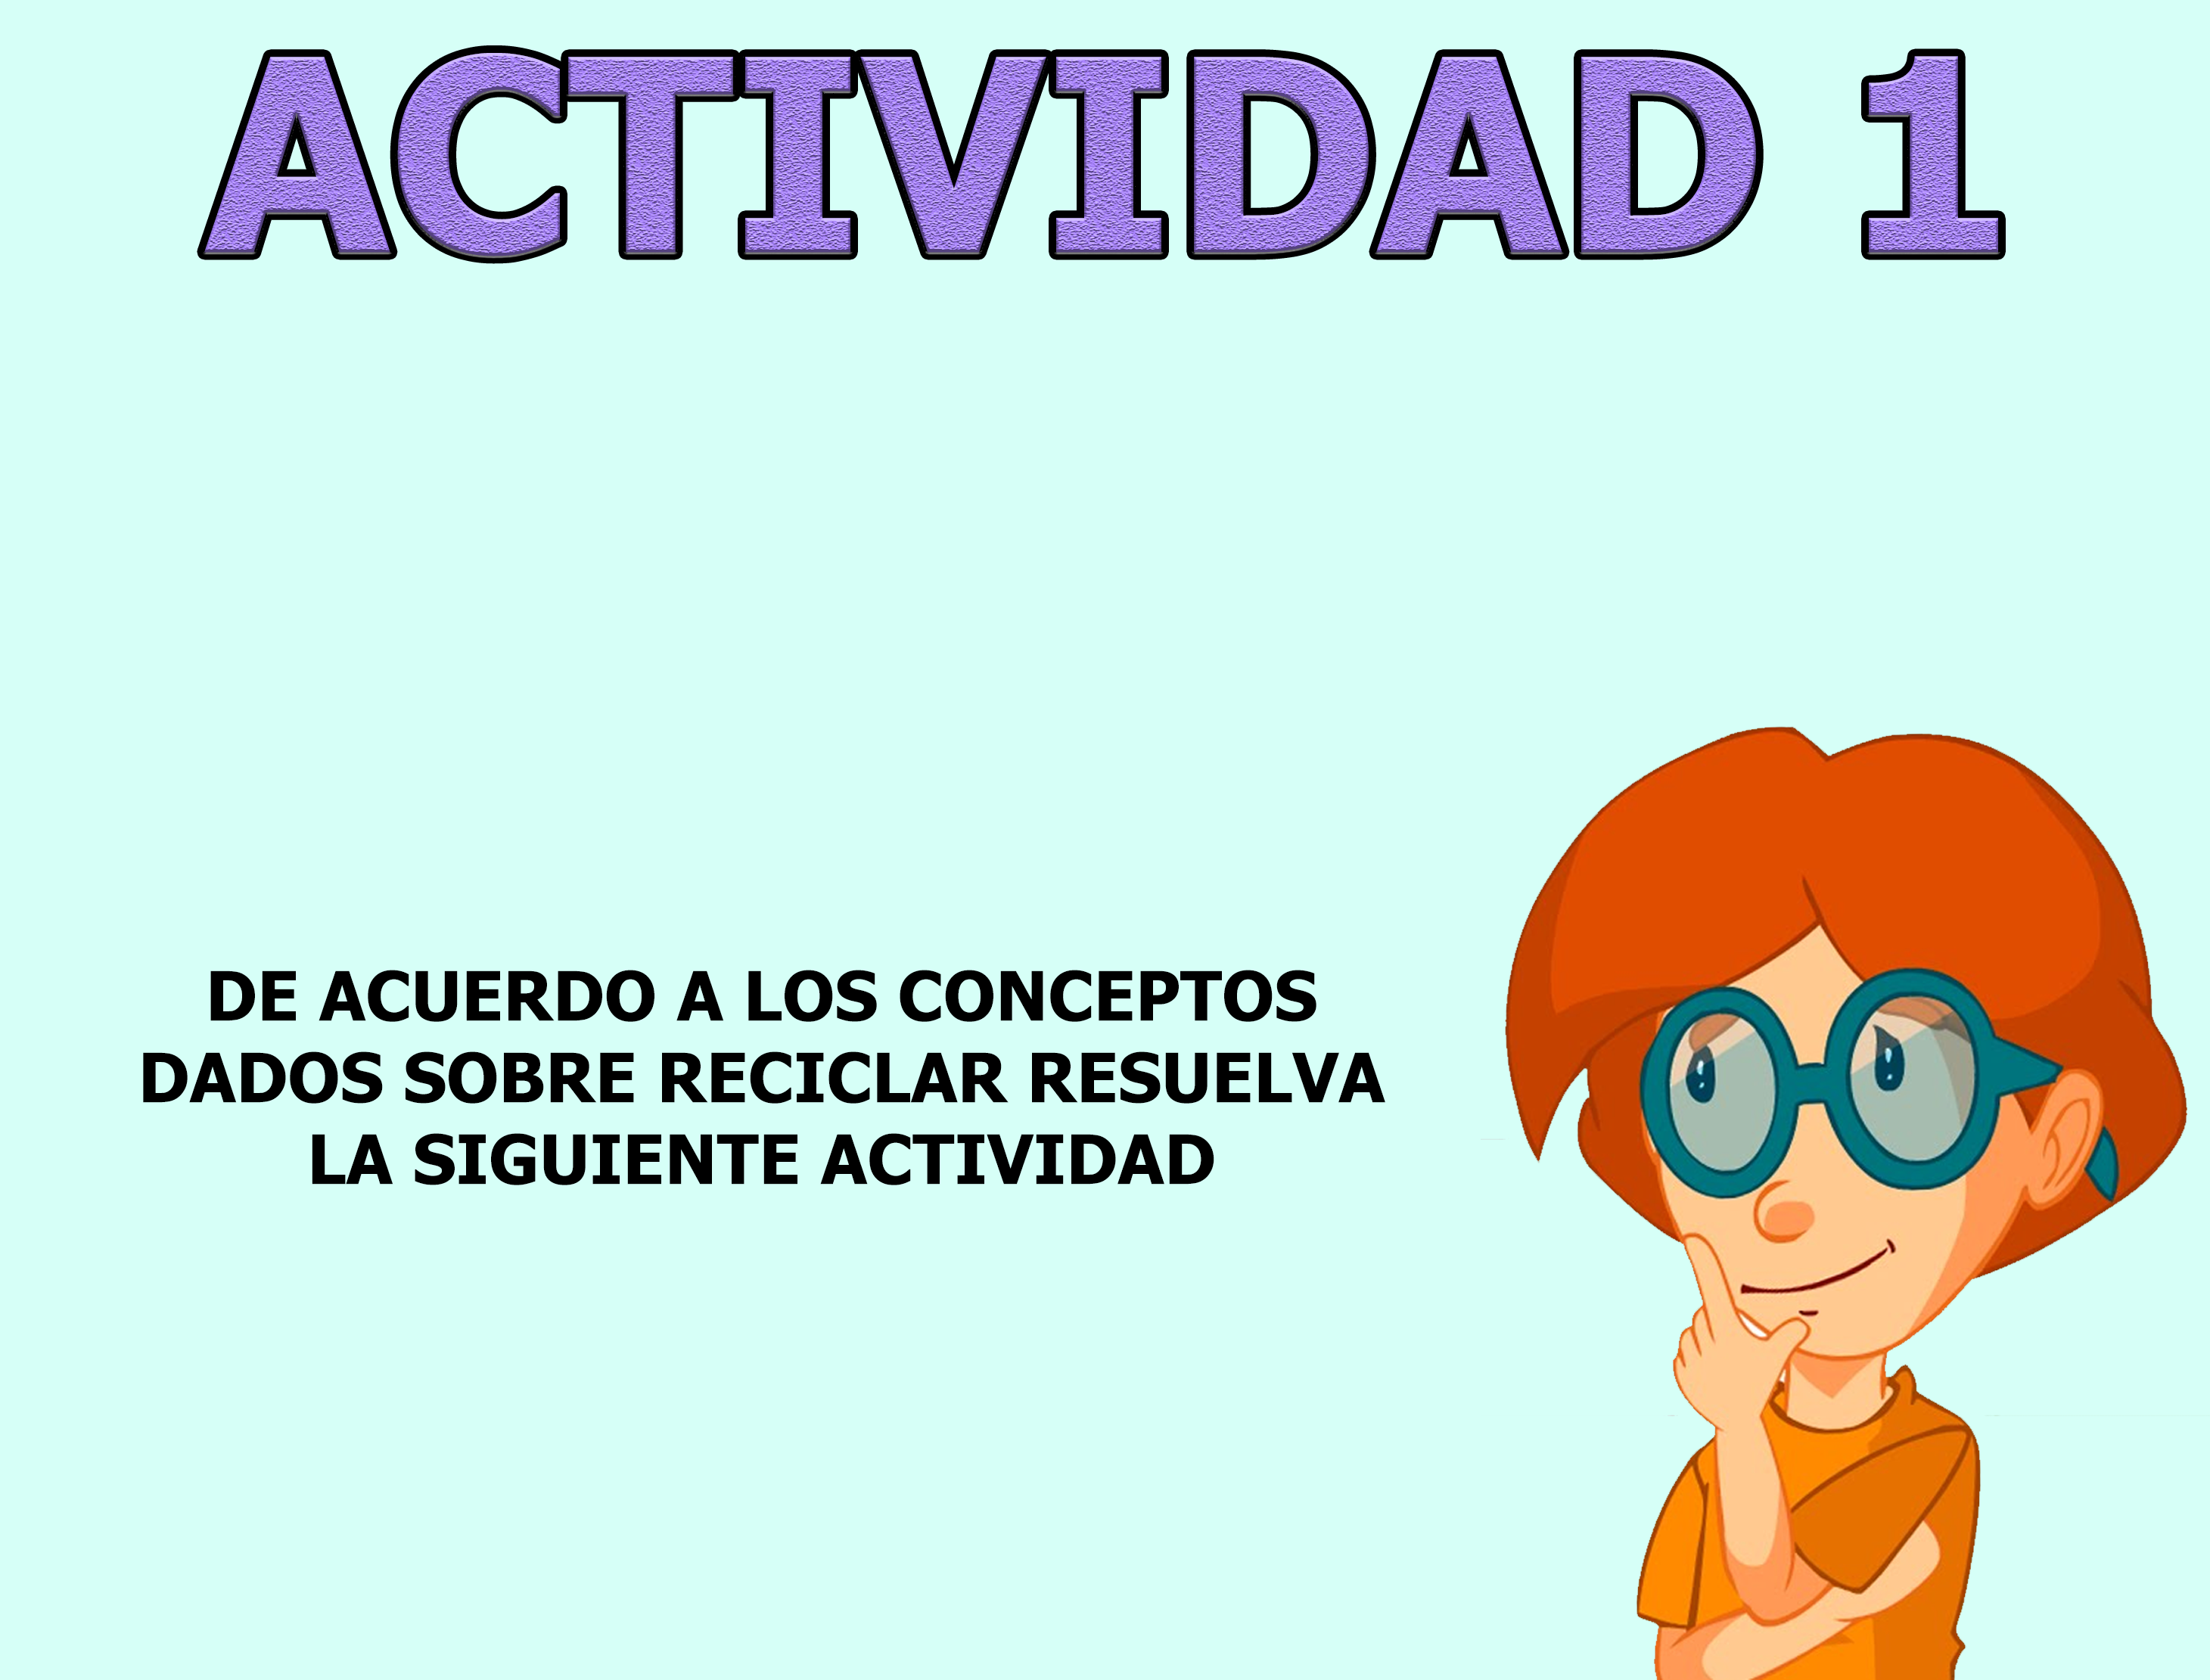 ACTIVIDAD 1
DE ACUERDO A LOS CONCEPTOS
DADOS SOBRE RECICLAR RESUELVA
LA SIGUIENTE ACTIVIDAD